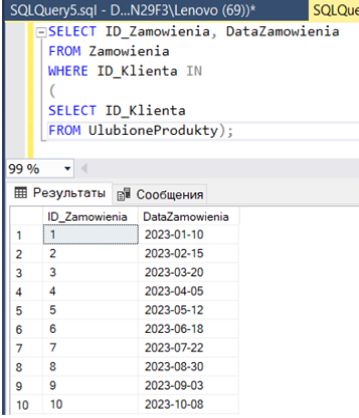 SQLQuery5.sql - D...N29F3\Lenovo (69))*
SQLQue
SELECT ID_Zamowienia, DataZamowienia
FROM Zamowienia
WHERE ID_Klienta IN
(
SELECT ID_Klienta
FROM UlubioneProdukty);
99 %
Результаты Сообщения
ID_Zamowienia DataZamowienia
1 1 2023-01-10
2 2 2023-02-15
3 3 2023-03-20
4 4 2023-04-05
5 5 2023-05-12
6 6 2023-06-18
7 7 2023-07-22
8 8 2023-08-30
9 9 2023-09-03
10 10 2023-10-08